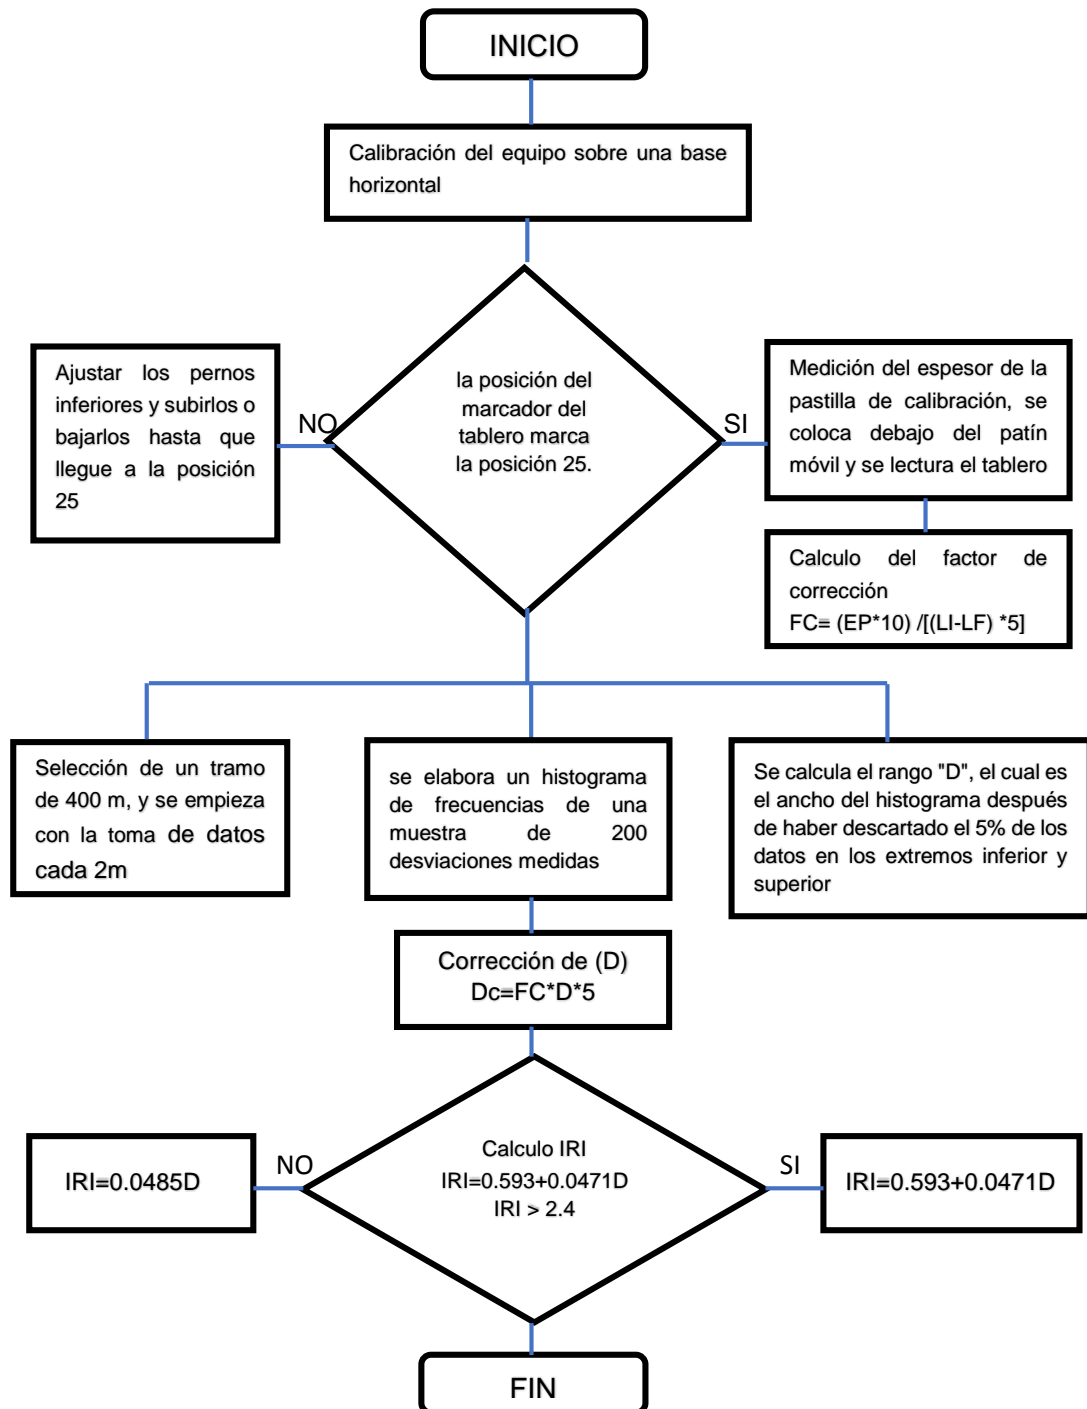 INICIO
Calibración del equipo sobre una base
horizontal
la posición del
marcador del
tablero marca
la posición 25.
NO
SI
Ajustar los pernos
inferiores y subirlos o
bajarlos hasta que
llegue a la posición
25
Medición del espesor de la
pastilla de calibración, se
coloca debajo del patín
móvil y se lectura el tablero
Calculo del factor de
corrección
FC= (EP*10) /[(LI-LF) *5]
Selección de un tramo
de 400 m, y se empieza
con la toma de datos
cada 2m
se elabora un histograma
de frecuencias de una
muestra de 200
desviaciones medidas
Se calcula el rango "D", el cual es
el ancho del histograma después
de haber descartado el 5% de los
datos en los extremos inferior y
superior
Corrección de (D)
Dc=FC*D*5
Calculo IRI
IRI=0.593+0.0471D
IRI > 2.4
NO
SI
IRI=0.0485D
IRI=0.593+0.0471D
FIN